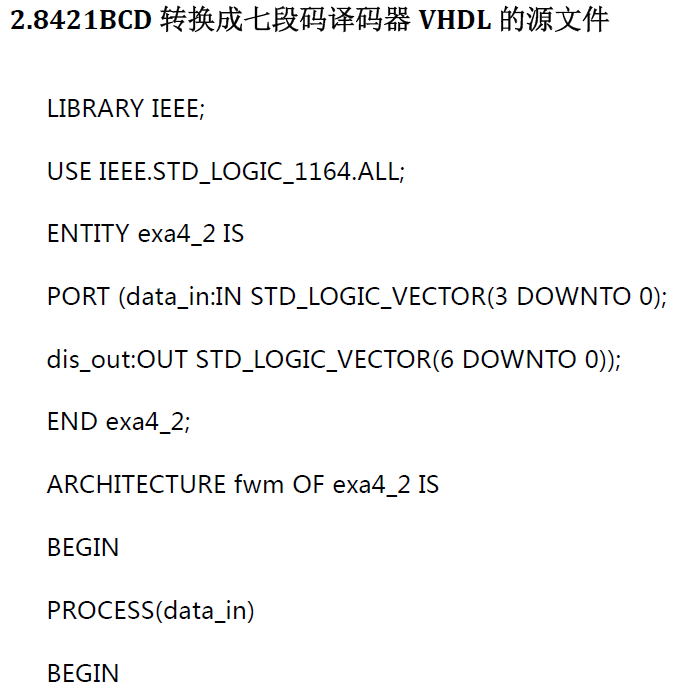 2.8421BCD 转换成七段码译码器 VHDL 的源文件
LIBRARY IEEE;
USE IEEE.STD_LOGIC_1164.ALL;
ENTITY exa4_2 IS
PORT (data_in:IN STD_LOGIC_VECTOR(3 DOWNTO 0);
dis_out:OUT STD_LOGIC_VECTOR(6 DOWNTO 0));
END exa4_2;
ARCHITECTURE fwm OF exa4_2 IS
BEGIN
PROCESS(data_in)
BEGIN